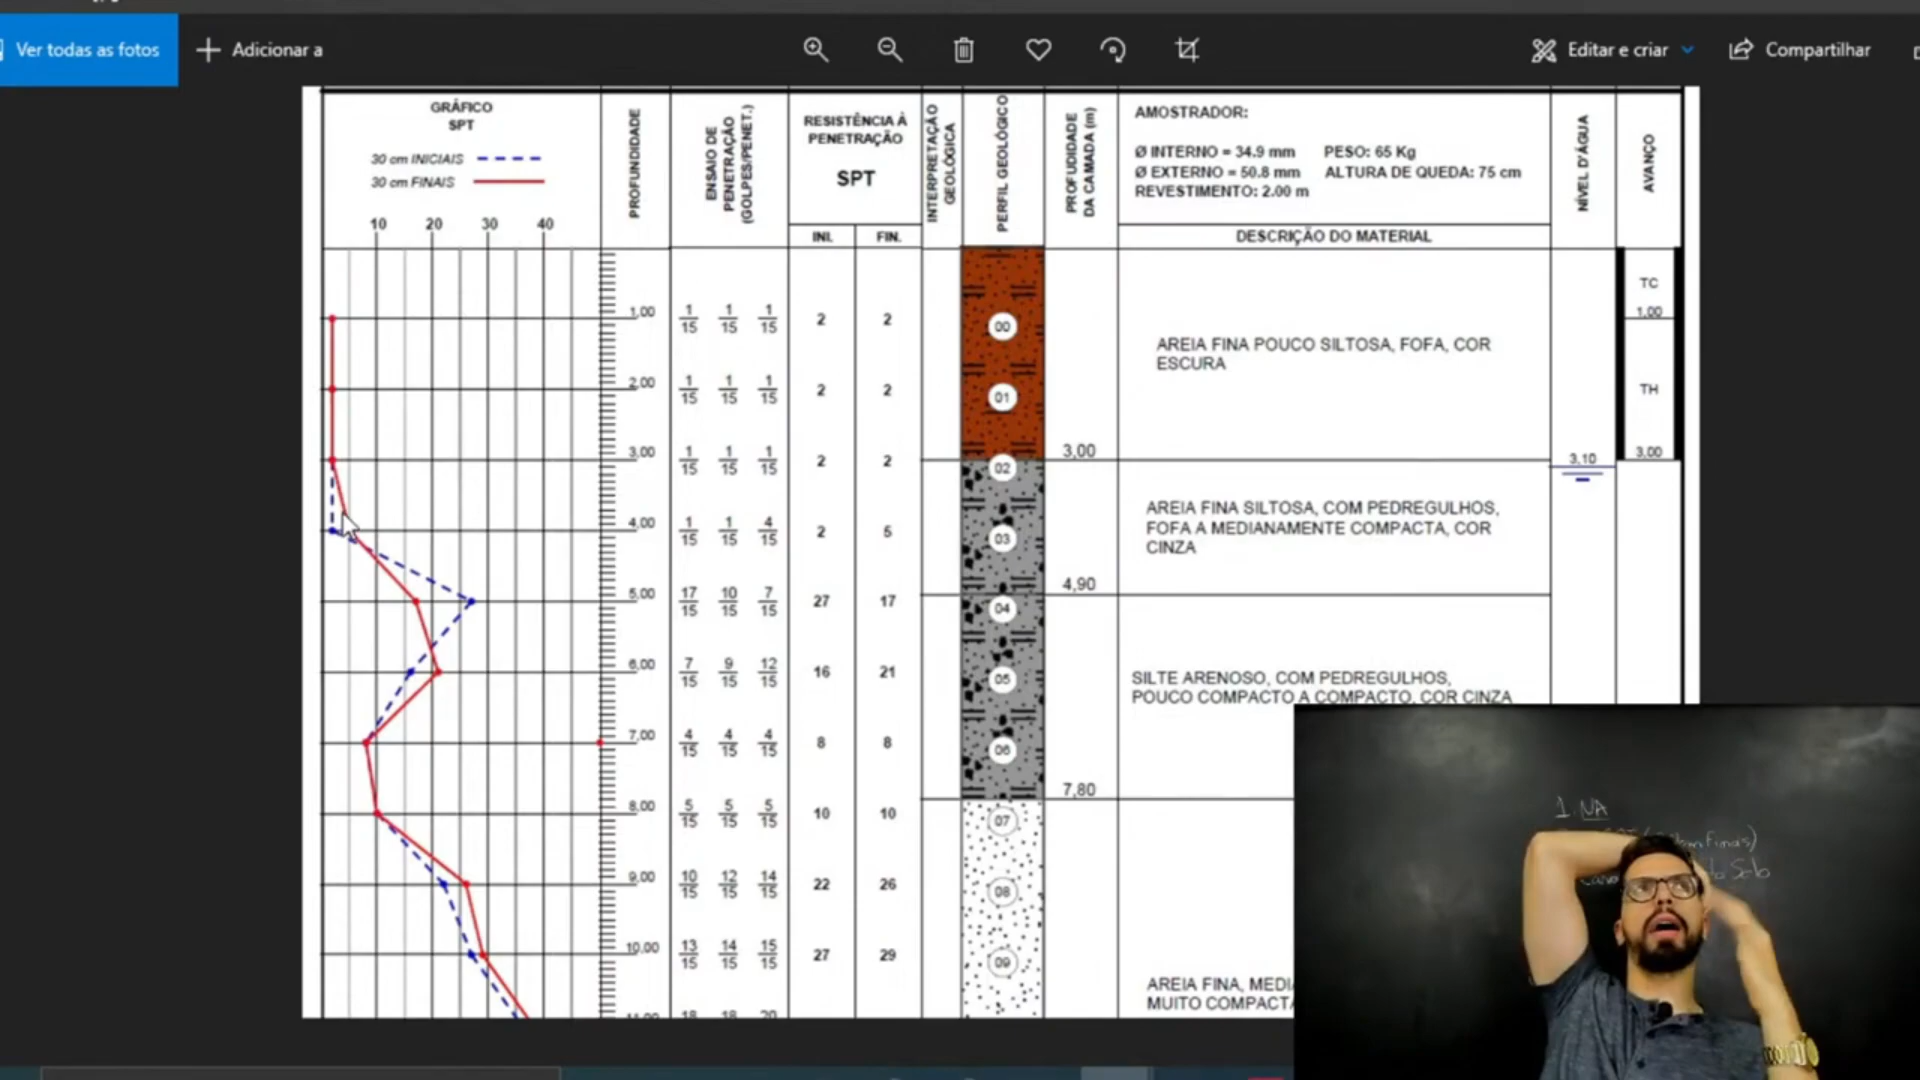 Ver todas as fotos
Adicionar a
Editar e criar
Compartilhar
GRÁFICO
SPT
30 cm INICIAIS
30 cm FINAIS
10 20 30 40
PROFUNDIDADE
ENSAIO DE
PENETRAÇÃO
(GOLPES/PENET.)
RESISTÊNCIA À
PENETRAÇÃO
SPT
INI. FIN.
INTERPRETAÇÃO
GEOLÓGICA
PERFIL GEOLÓGICO
PROFUDIDADE
DA CAMADA (m)
AMOSTRADOR:
Ø INTERNO = 34.9 mm PESO: 65 Kg
Ø EXTERNO = 50.8 mm ALTURA DE QUEDA: 75 cm
REVESTIMENTO: 2.00 m
DESCRIÇÃO DO MATERIAL
NÍVEL D'ÁGUA
AVANÇO
1,00 1/15 1/15 1/15 2 2
2,00 1/15 1/15 1/15 2 2
3,00 1/15 1/15 1/15 2 2
4,00 1/15 1/15 4/15 2 5
5,00 17/15 10/15 7/15 27 17
6,00 7/15 9/15 12/15 16 21
7,00 4/15 4/15 4/15 8 8
8,00 5/15 5/15 5/15 10 10
9,00 10/15 12/15 14/15 22 26
10,00 13/15 14/15 15/15 27 29
11,00 18 18 20
00
01
02
03
04
05
06
07
08
09
3,00
4,90
7,80
AREIA FINA POUCO SILTOSA, FOFA, COR
ESCURA
AREIA FINA SILTOSA, COM PEDREGULHOS,
FOFA A MEDIANAMENTE COMPACTA, COR
CINZA
SILTE ARENOSO, COM PEDREGULHOS,
POUCO COMPACTO A COMPACTO, COR CINZA
AREIA FINA, MEDI
MUITO COMPACTA
3,10
TC
1,00
TH
3,00
1. NA
Finais)
do Solo